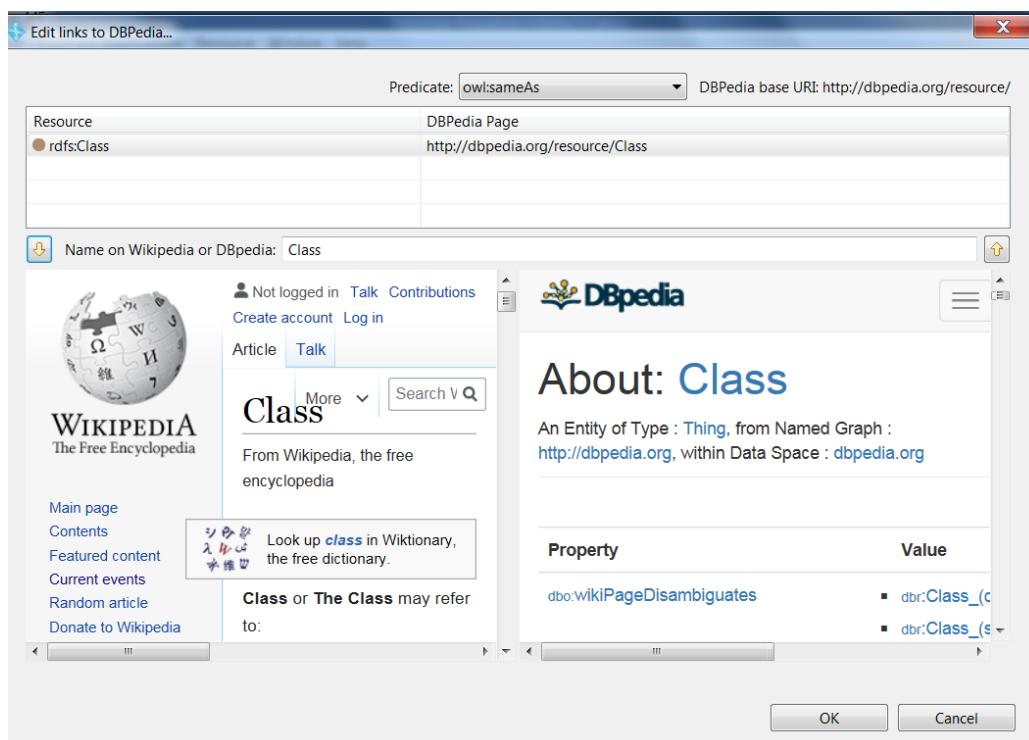 Edit links to DBPedia...
X
Predicate: owl:sameAs DBPedia base URI: http://dbpedia.org/resource/
Resource DBPedia Page
rdfs:Class http://dbpedia.org/resource/Class
Name on Wikipedia or DBpedia: Class
WIKIPEDIA
The Free Encyclopedia
Main page
Contents
Featured content
Current events
Random article
Donate to Wikipedia
Not logged in Talk Contributions
Create account Log in
Article Talk
More Search
Class
From Wikipedia, the free
encyclopedia
Look up class in Wiktionary,
the free dictionary.
Class or The Class may refer
to:
DBpedia
About: Class
An Entity of Type : Thing, from Named Graph :
http://dbpedia.org, within Data Space : dbpedia.org
Property Value
dbo:wikiPageDisambiguates dbr:Class_(c
dbr:Class_(s
OK Cancel